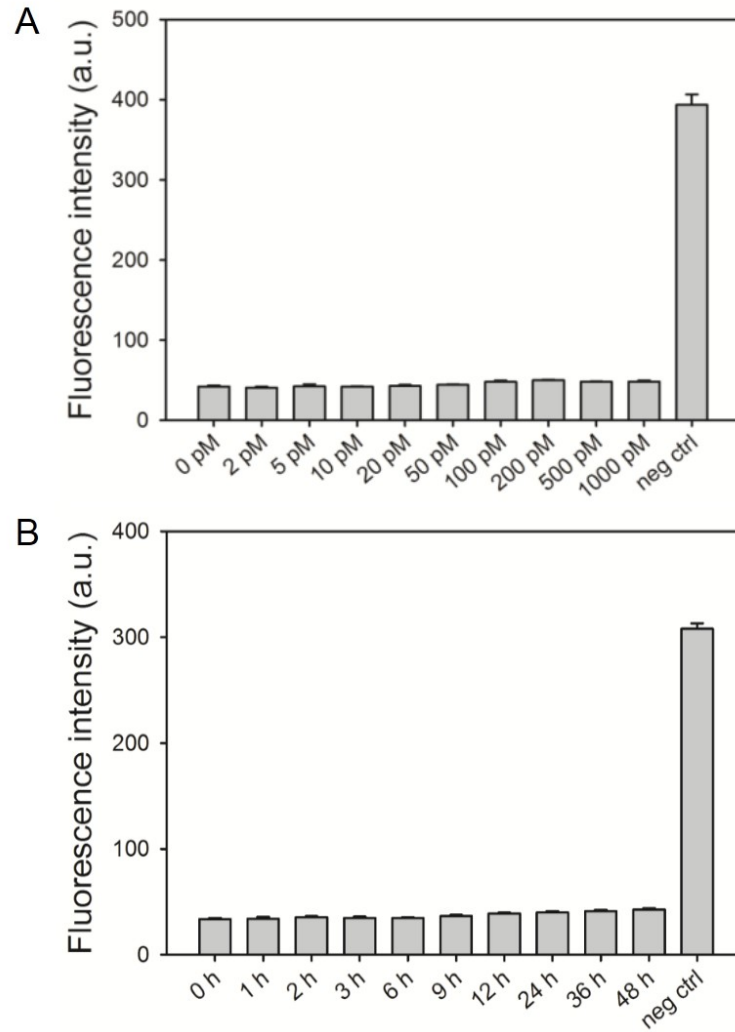 A
Fluorescence intensity (a.u.)
500
400
300
200
100
0
0 pM
2 pM
5 pM
10 pM
20 pM
50 pM
100 pM
200 pM
500 pM
1000 pM
neg ctrl
B
Fluorescence intensity (a.u.)
400
300
200
100
0
0 h
1 h
2 h
3 h
6 h
9 h
12 h
24 h
36 h
48 h
neg ctrl